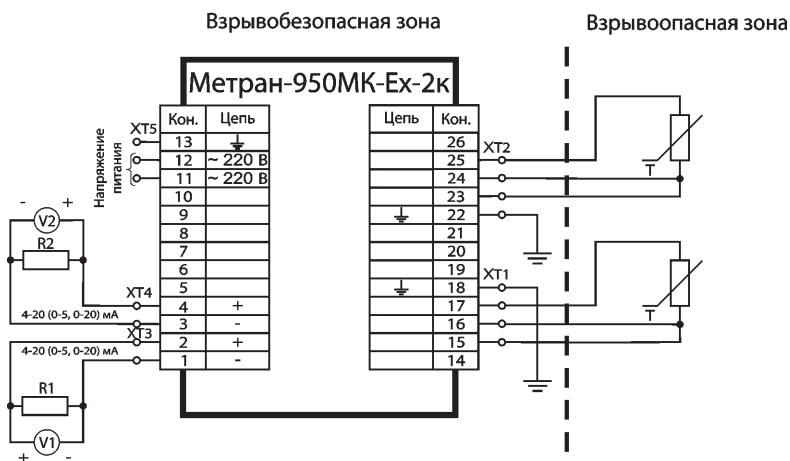 Взрывобезопасная зона
Взрывоопасная зона
Метран-950МК-Ех-2к
Кон. Цепь
Цепь Кон.
XT5
13
12 ~ 220 В
11 ~ 220 В
10
9
8
7
6
5
4 +
3 -
2 +
1 -
Напряжение
питания
- +
V2
R2
XT4
4-20 (0-5, 0-20) мА
XT3
4-20 (0-5, 0-20) мА
R1
V1
+ -
26
25
24
23
22
21
20
19
18
17
16
15
14
XT2
XT1
T
T